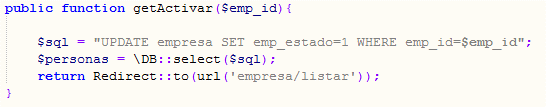 public function getActivar($emp_id){
$sql = "UPDATE empresa SET emp_estado=1 WHERE emp_id=$emp_id";
$personas = \DB::select($sql);
return Redirect::to(url('empresa/listar'));
}